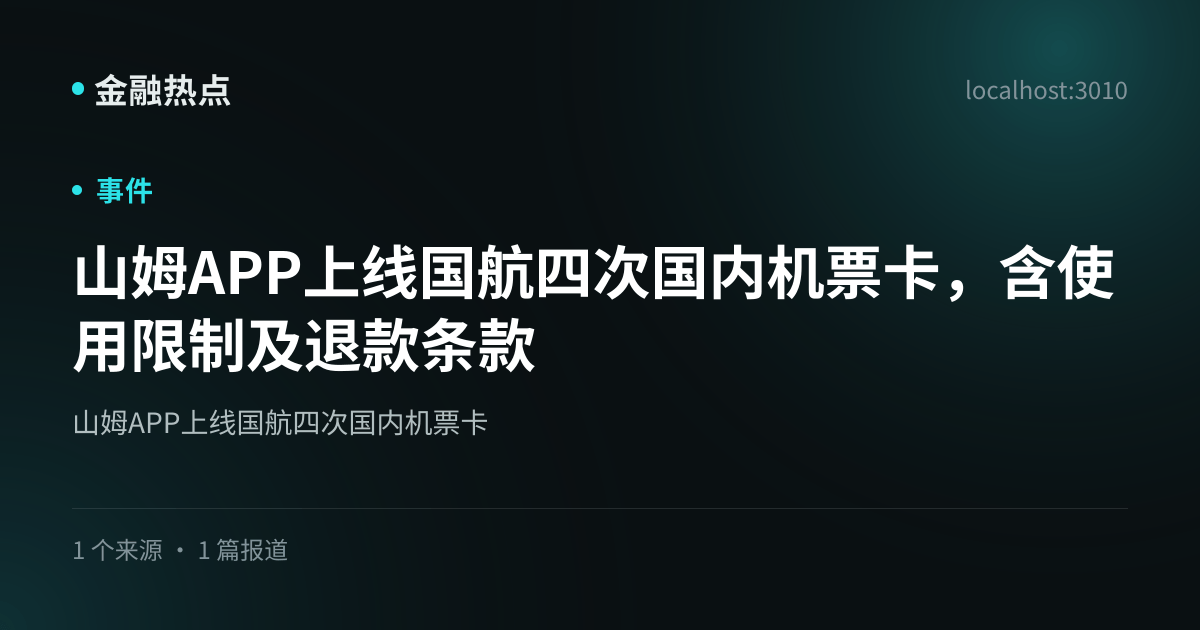 金融热点
localhost:3010
事件
山姆APP上线国航四次国内机票卡，含使
用限制及退款条款
山姆APP上线国航四次国内机票卡
1 个来源 · 1 篇报道